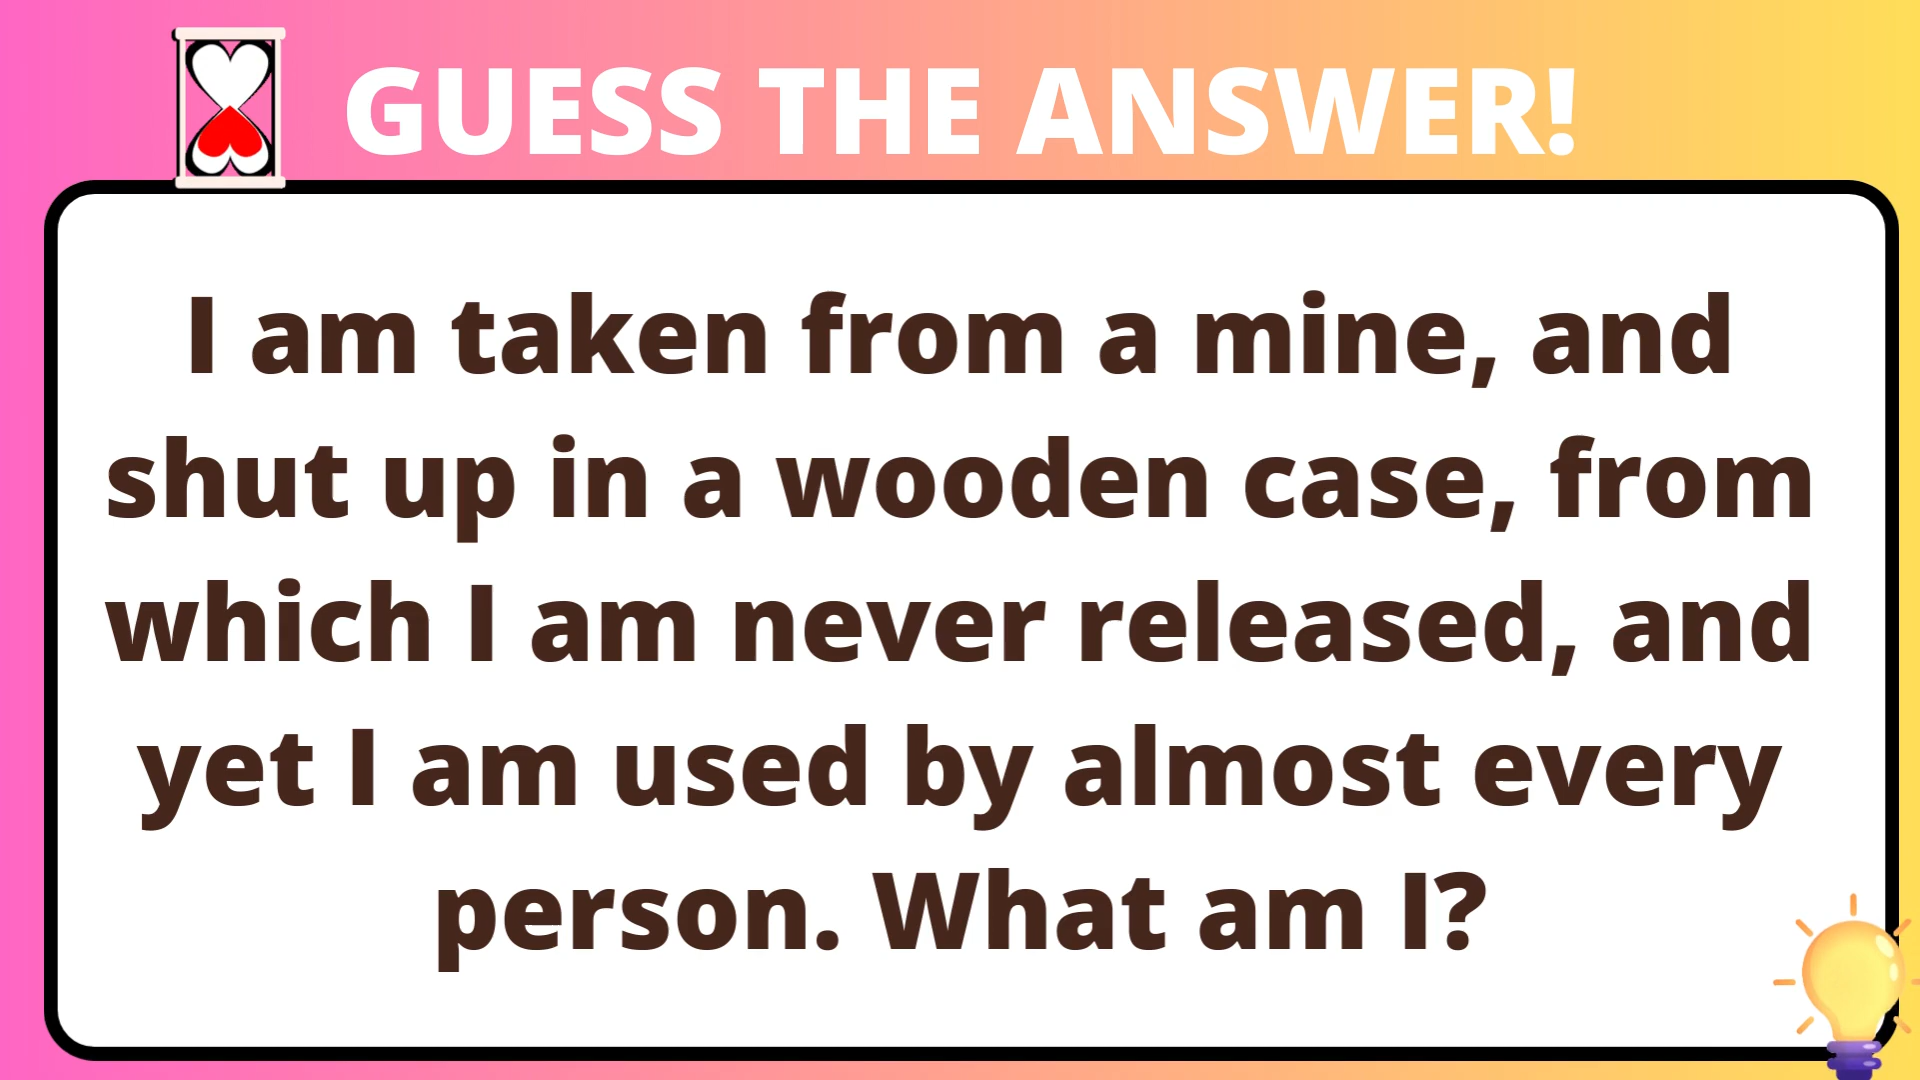 GUESS THE ANSWER!
I am taken from a mine, and
shut up in a wooden case, from
which I am never released, and
yet I am used by almost every
person. What am I?